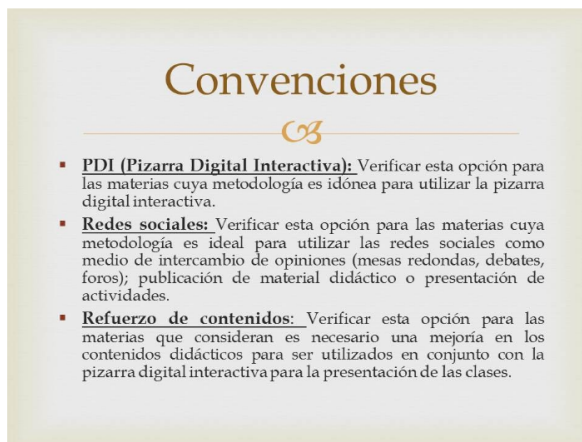 Convenciones
▪ PDI (Pizarra Digital Interactiva): Verificar esta opción para
las materias cuya metodología es idónea para utilizar la pizarra
digital interactiva.
▪ Redes sociales: Verificar esta opción para las materias cuya
metodología es ideal para utilizar las redes sociales como
medio de intercambio de opiniones (mesas redondas, debates,
foros); publicación de material didáctico o presentación de
actividades.
▪ Refuerzo de contenidos: Verificar esta opción para las
materias que consideran es necesario una mejoría en los
contenidos didácticos para ser utilizados en conjunto con la
pizarra digital interactiva para la presentación de las clases.